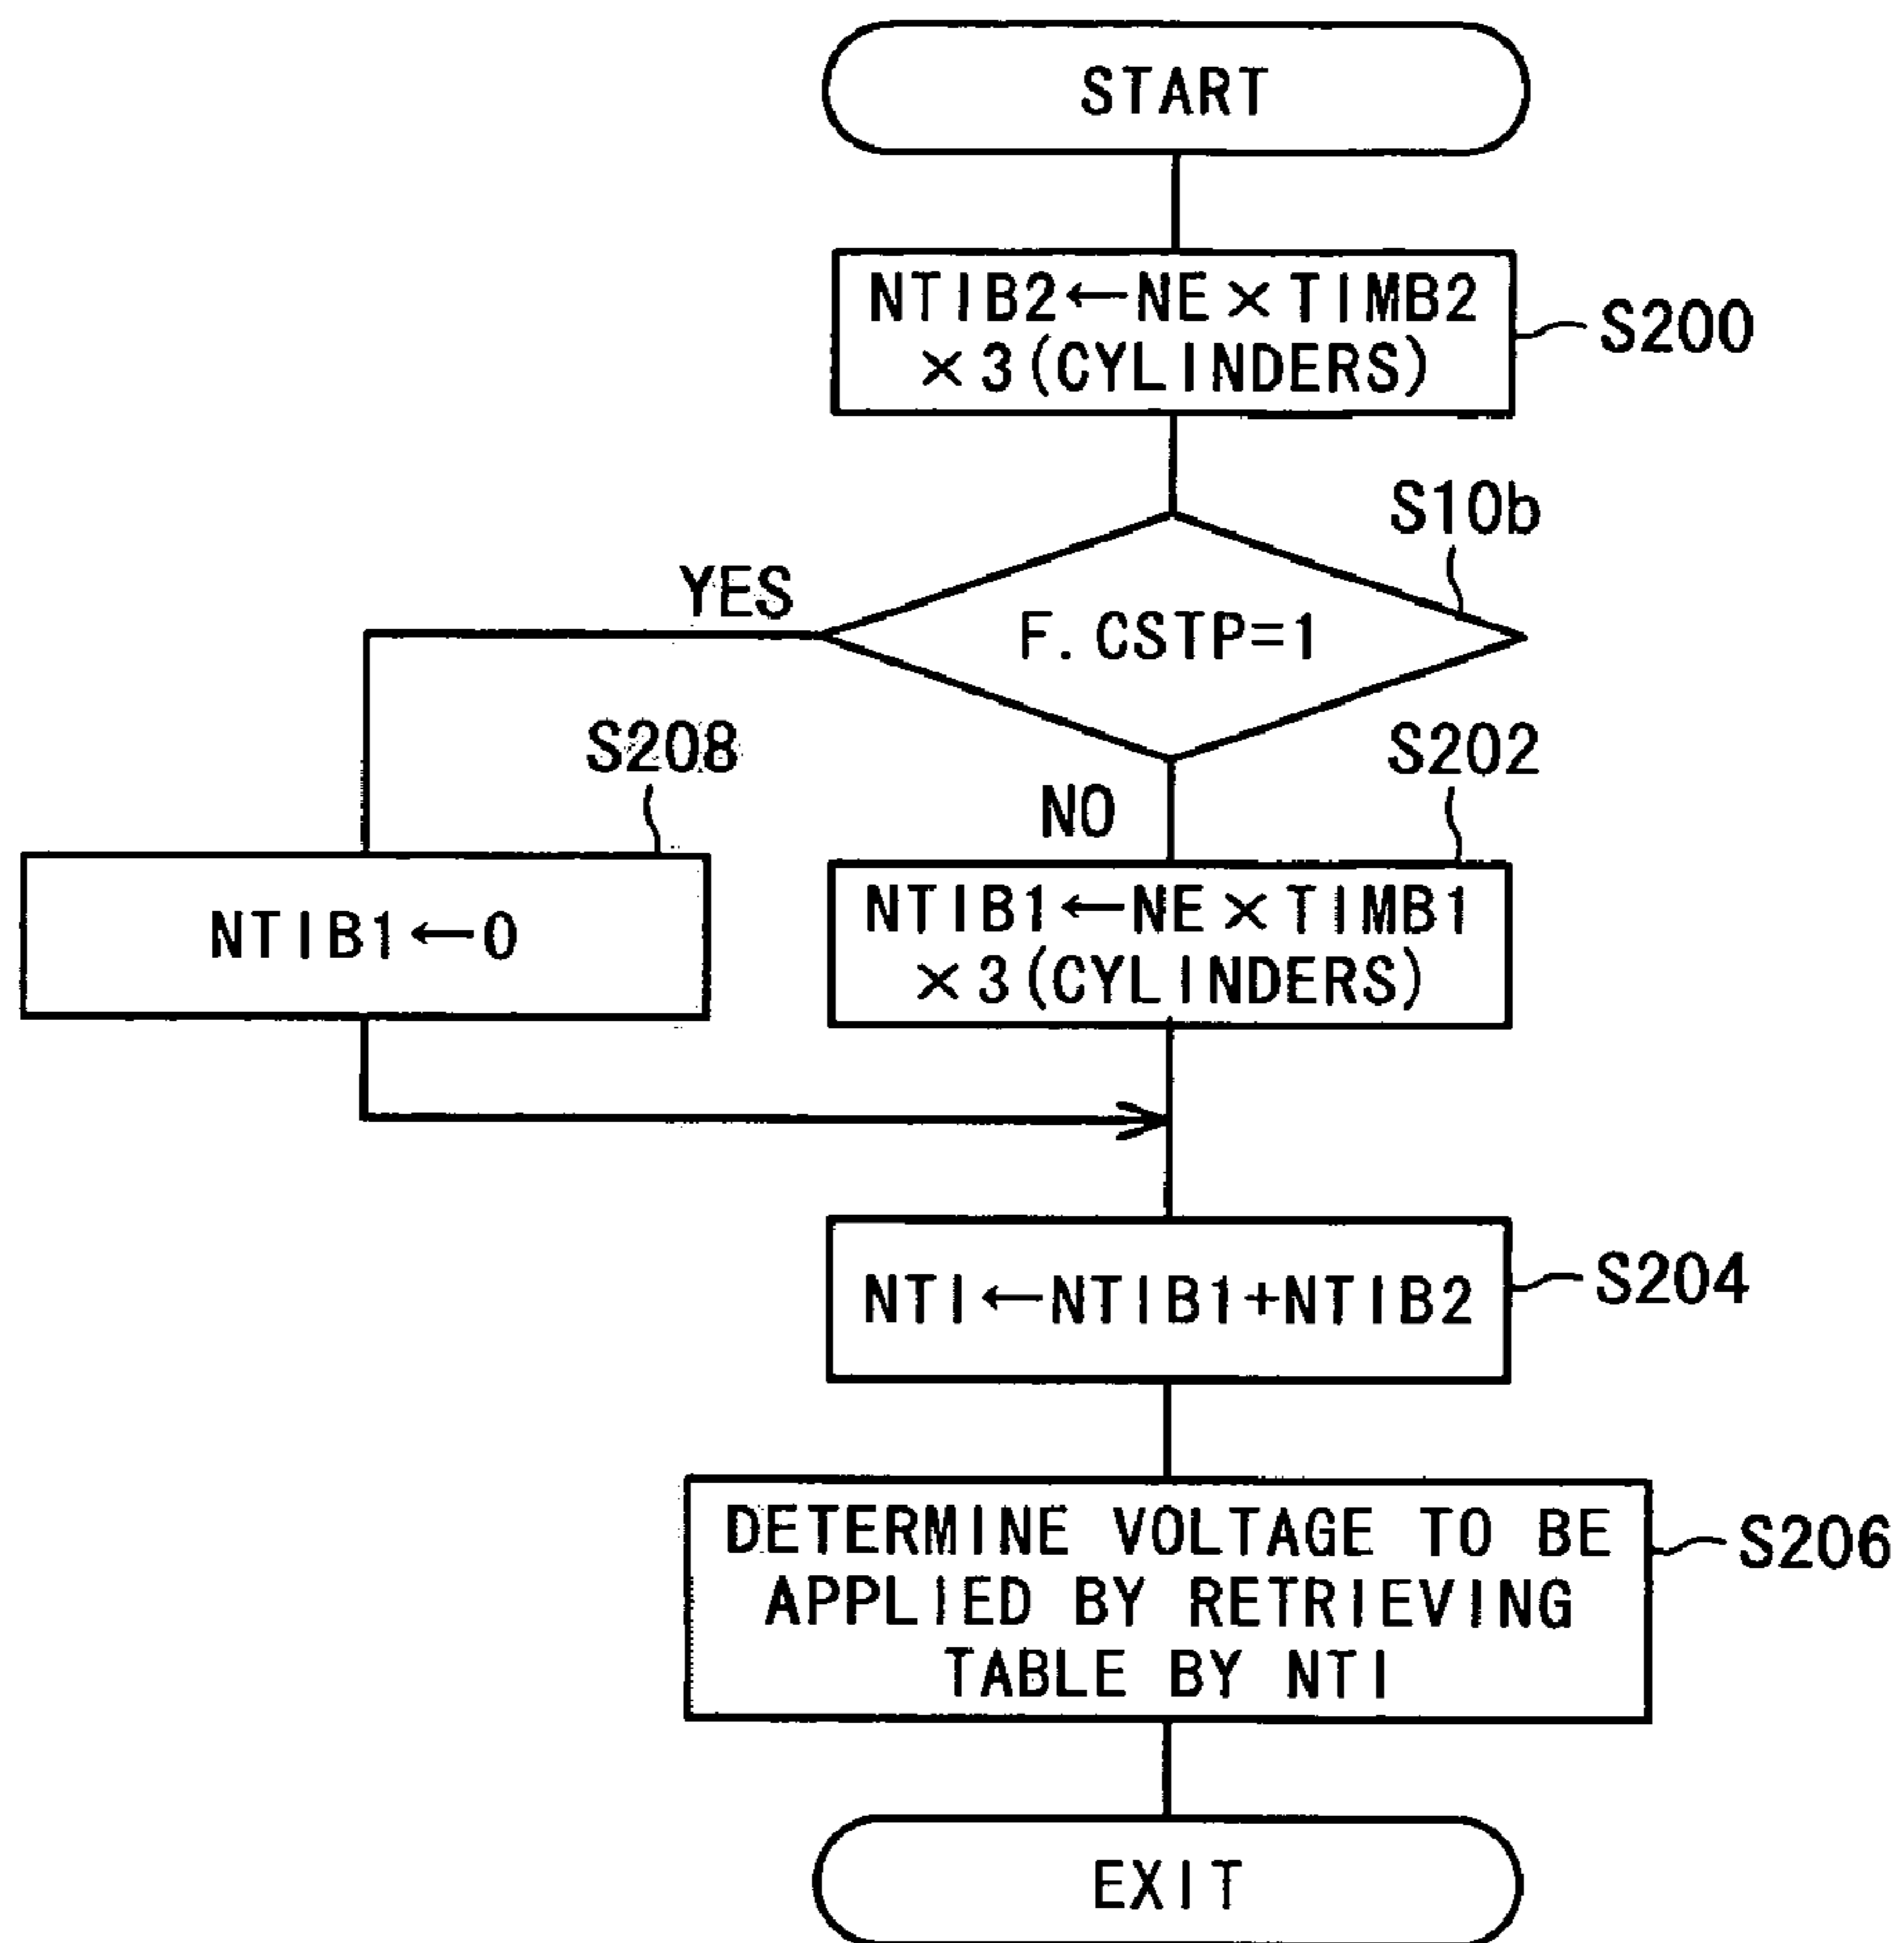 START
NTIB2←NE×TIMB2
×3(CYLINDERS)
S200
S10b
YES
F.CSTP=1
S208
S202
NO
NTIB1←0
NTIB1←NE×TIMB1
×3(CYLINDERS)
NTI←NTIB1+NTIB2
S204
DETERMINE VOLTAGE TO BE
APPLIED BY RETRIEVING
TABLE BY NTI
S206
EXIT